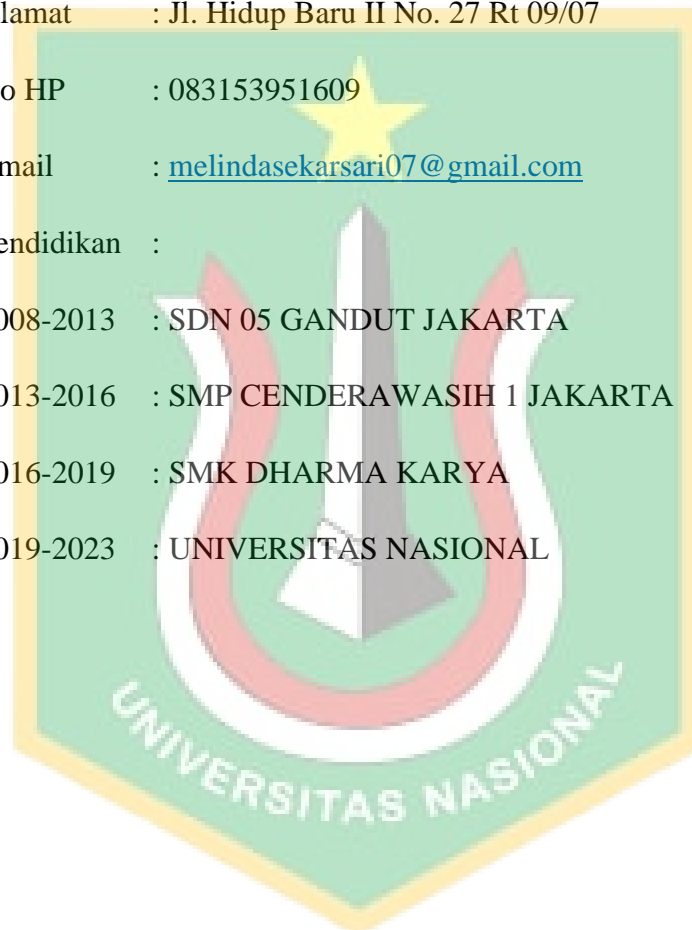 lamat : Jl. Hidup Baru II No. 27 Rt 09/07
o HP : 083153951609
mail : melindasekarsari07@gmail.com
endidikan :
008-2013 : SDN 05 GANDUT JAKARTA
013-2016 : SMP CENDERAWASIH 1 JAKARTA
016-2019 : SMK DHARMA KARYA
019-2023 : UNIVERSITAS NASIONAL
UNIVERSITAS NASIONAL